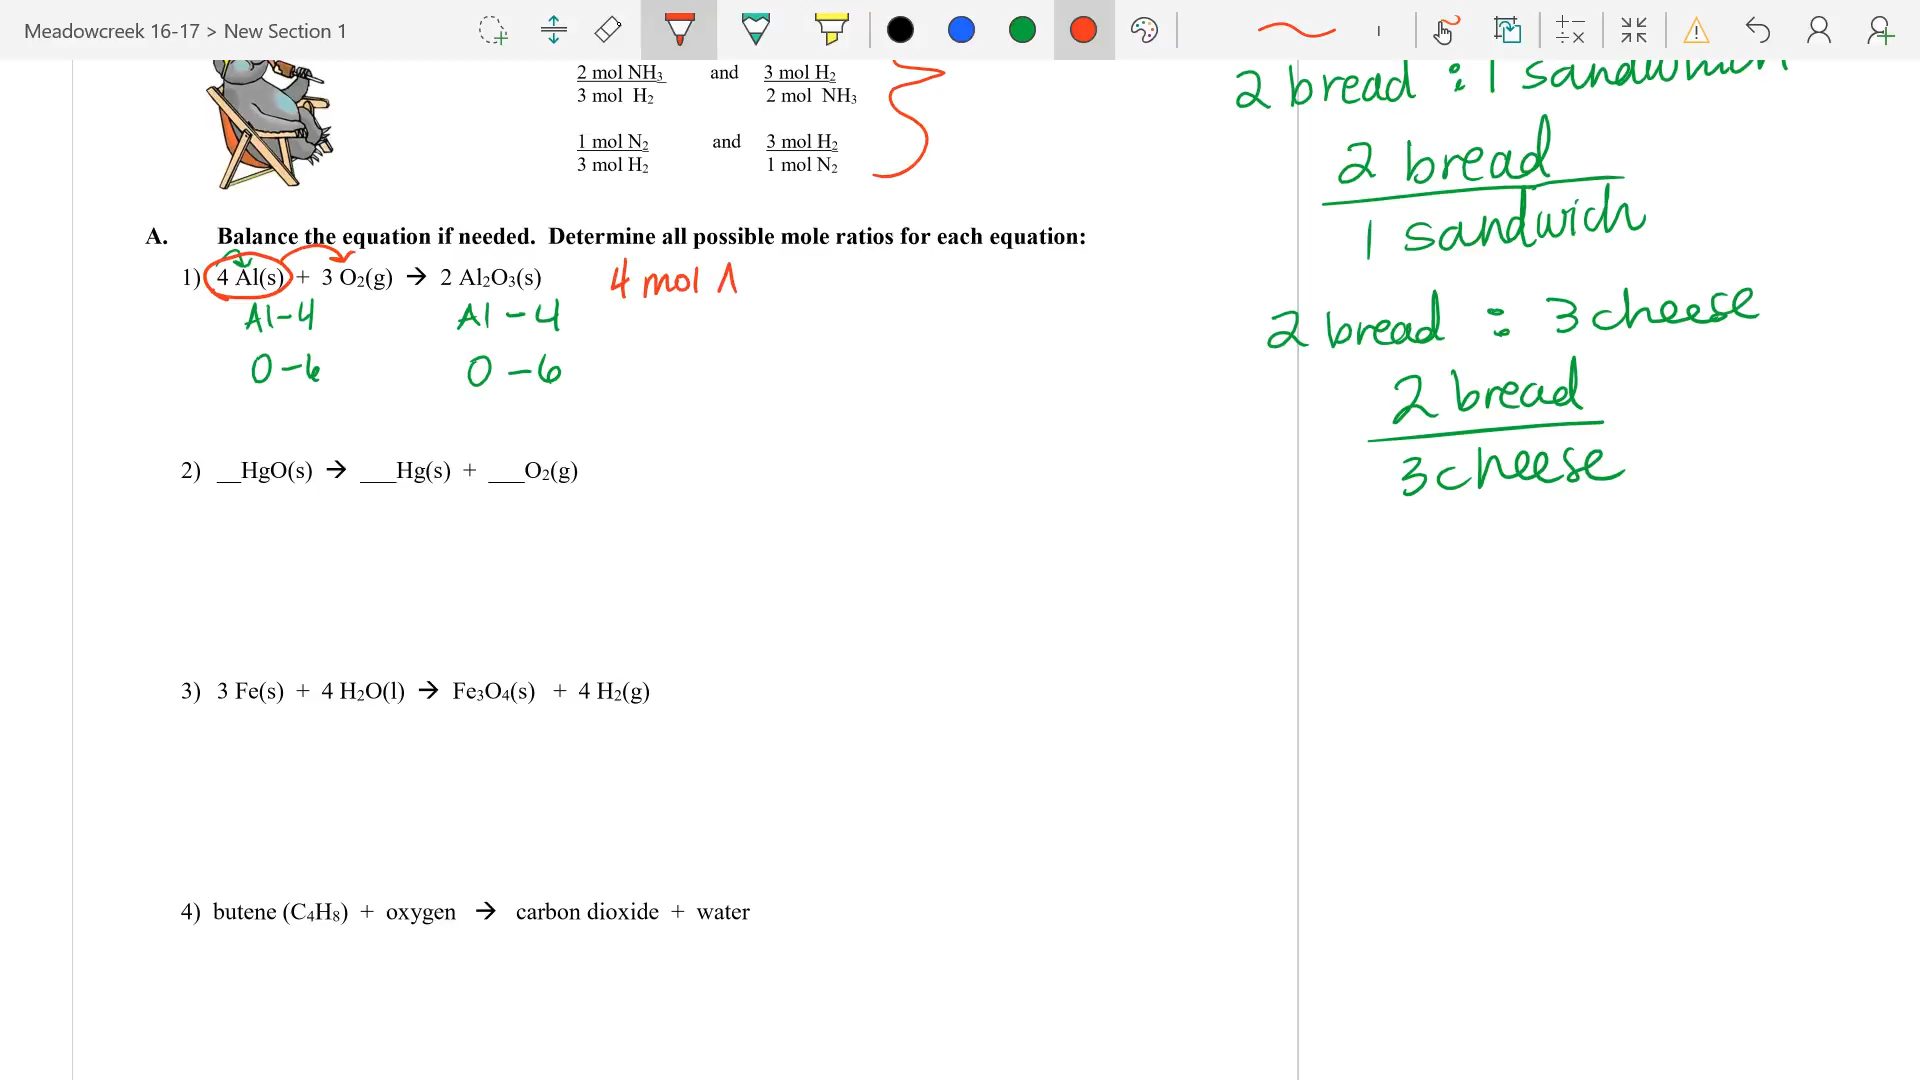 Meadowcreek 16-17 > New Section 1
2 mol NH₃ and 3 mol H₂
3 mol H₂ 2 mol NH₃
1 mol N₂ and 3 mol H₂
3 mol H₂ 1 mol N₂
2 bread : 1 sandwhich
2 bread
1 sandwich
A. Balance the equation if needed. Determine all possible mole ratios for each equation:
1) 4 Al(s) + 3 O₂(g) → 2 Al₂O₃(s) 4 mol Λ
Al-4 Al-4
O-6 O-6
2 bread : 3 cheese
2 bread
3 cheese
2) __HgO(s) → ___Hg(s) + ___O₂(g)
3) 3 Fe(s) + 4 H₂O(l) → Fe₃O₄(s) + 4 H₂(g)
4) butene (C₄H₈) + oxygen → carbon dioxide + water